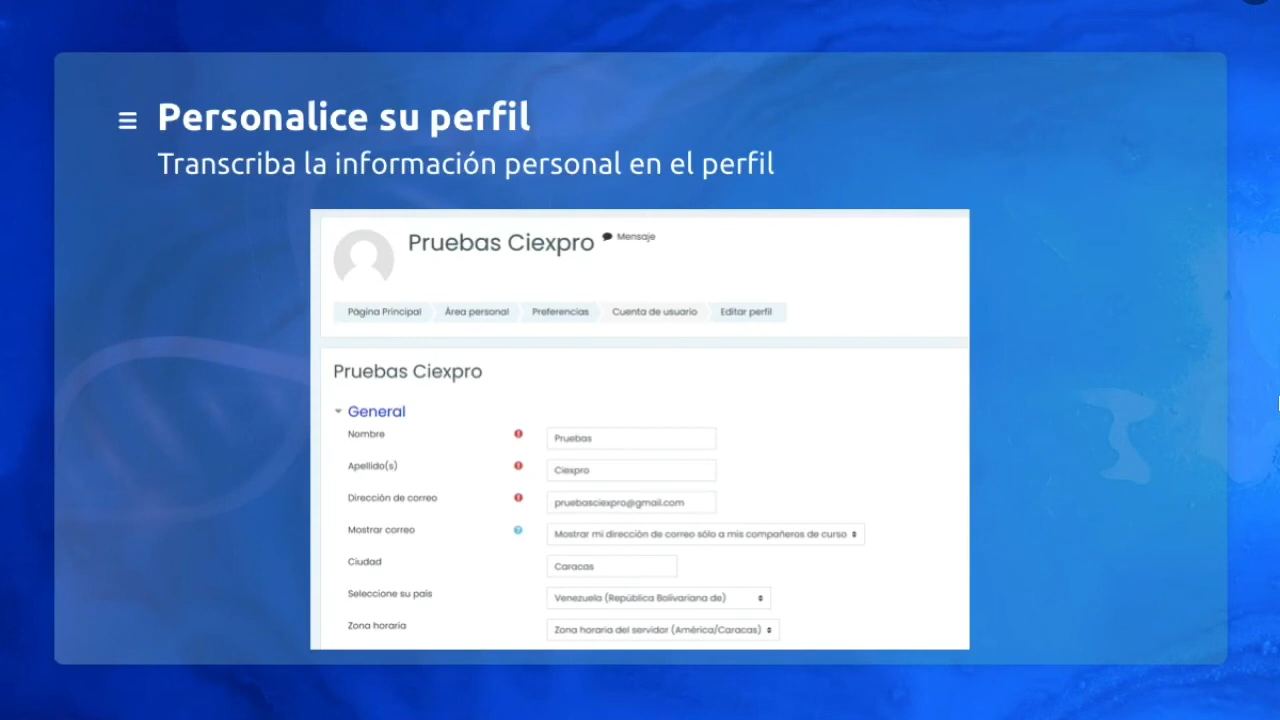 Personalice su perfil
Transcriba la información personal en el perfil
Pruebas Ciexpro Mensaje
Página Principal Área personal Preferencias Cuenta de usuario Editar perfil
Pruebas Ciexpro
General
Nombre Pruebas
Apellido(s) Ciexpro
Dirección de correo pruebasciexpro@gmail.com
Mostrar correo Mostrar mi dirección de correo sólo a mis compañeros de curso
Ciudad Caracas
Seleccione su país Venezuela (República Bolivariana de)
Zona horaria Zona horaria del servidor (América/Caracas)